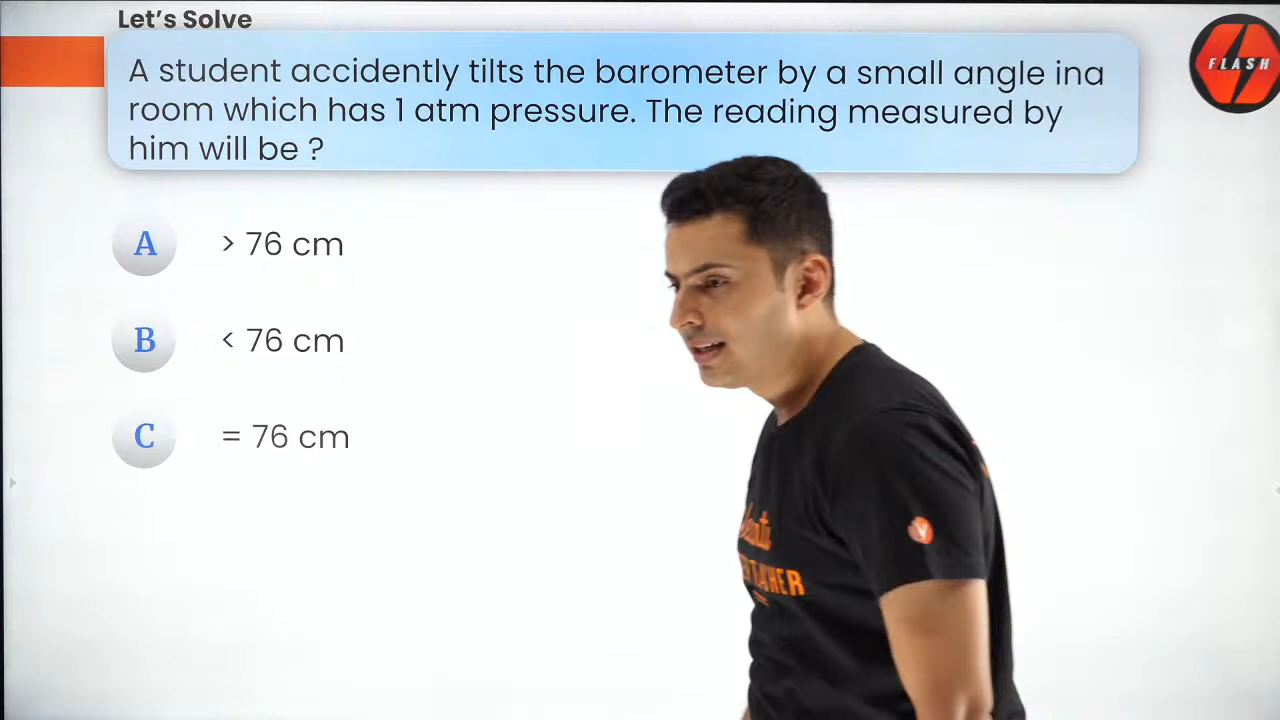 Let's Solve
A student accidently tilts the barometer by a small angle ina
room which has 1 atm pressure. The reading measured by
him will be ?
FLASH
A > 76 cm
B < 76 cm
C = 76 cm